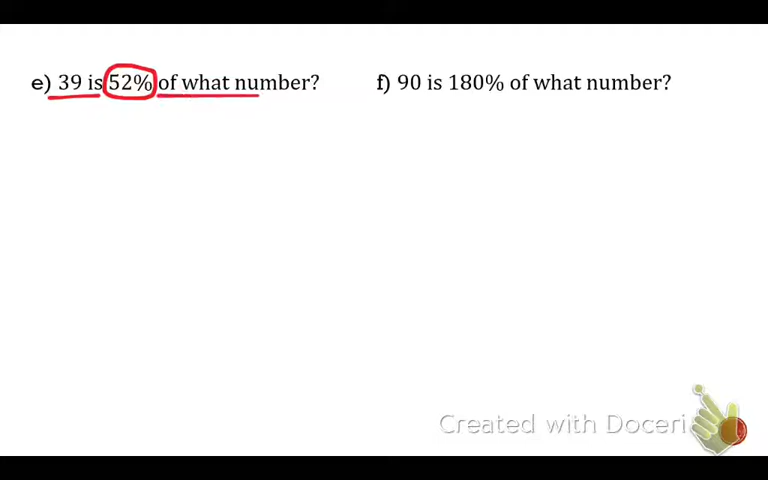 e) 39 is 52% of what number?
f) 90 is 180% of what number?
Created with Doceri